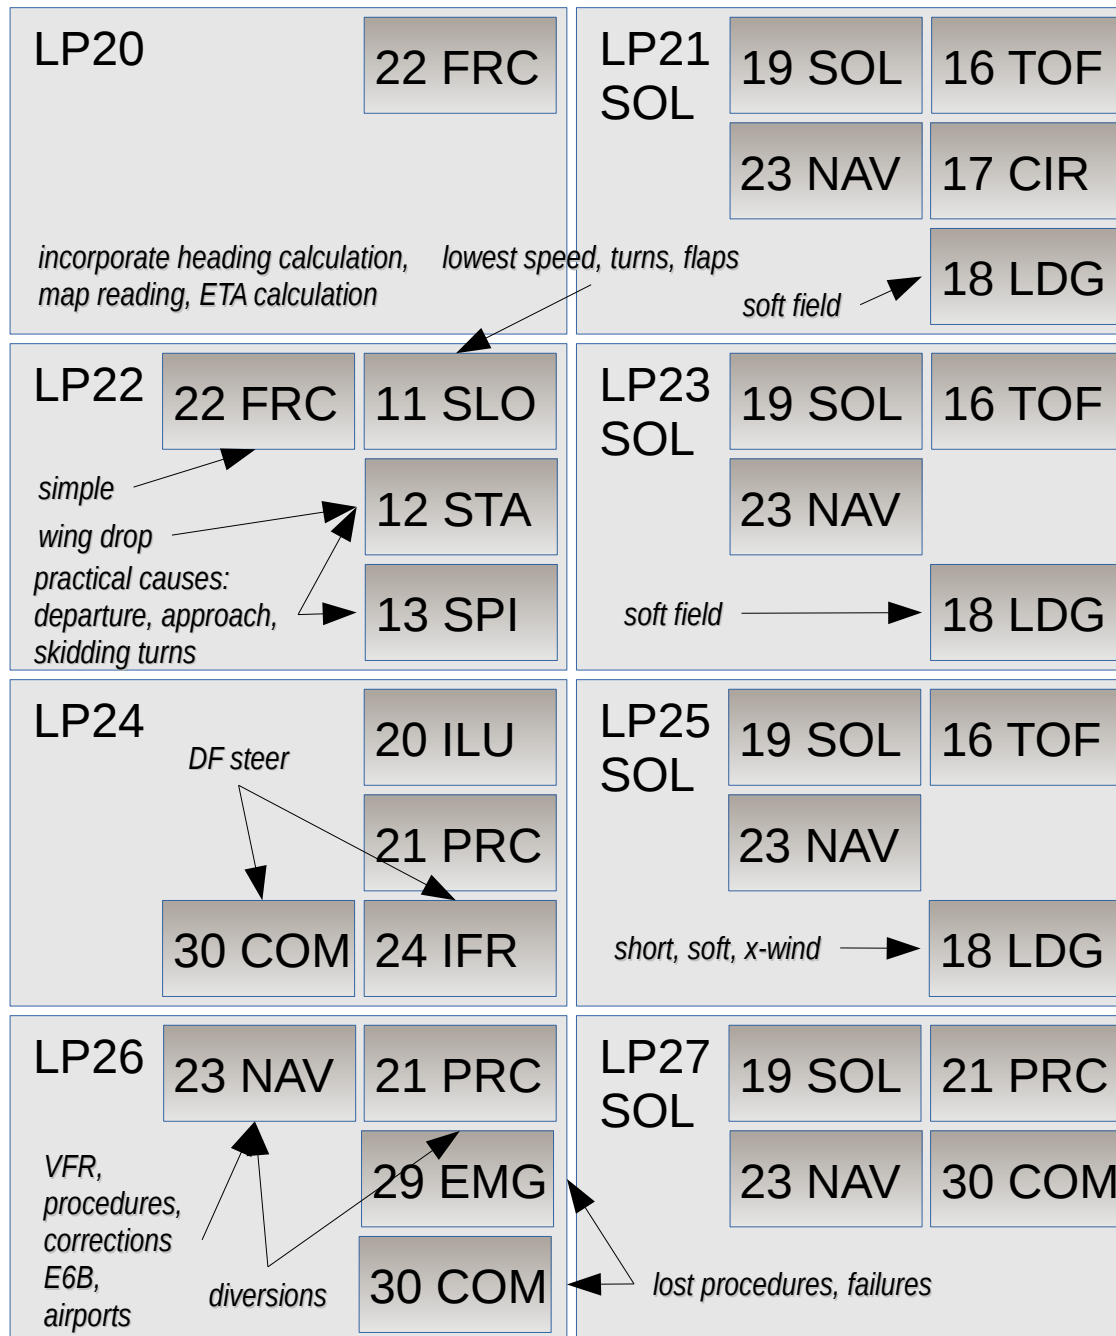 LP20
22 FRC
incorporate heading calculation,
map reading, ETA calculation
lowest speed, turns, flaps
LP21
SOL
19 SOL
16 TOF
23 NAV
17 CIR
18 LDG
soft field
LP22
22 FRC
11 SLO
simple
12 STA
wing drop
practical causes:
departure, approach,
skidding turns
13 SPI
LP23
SOL
19 SOL
16 TOF
23 NAV
soft field
18 LDG
LP24
20 ILU
DF steer
21 PRC
30 COM
24 IFR
LP25
SOL
19 SOL
16 TOF
23 NAV
short, soft, x-wind
18 LDG
LP26
23 NAV
21 PRC
29 EMG
VFR,
procedures,
corrections
E6B,
airports
diversions
30 COM
LP27
SOL
19 SOL
21 PRC
23 NAV
30 COM
lost procedures, failures